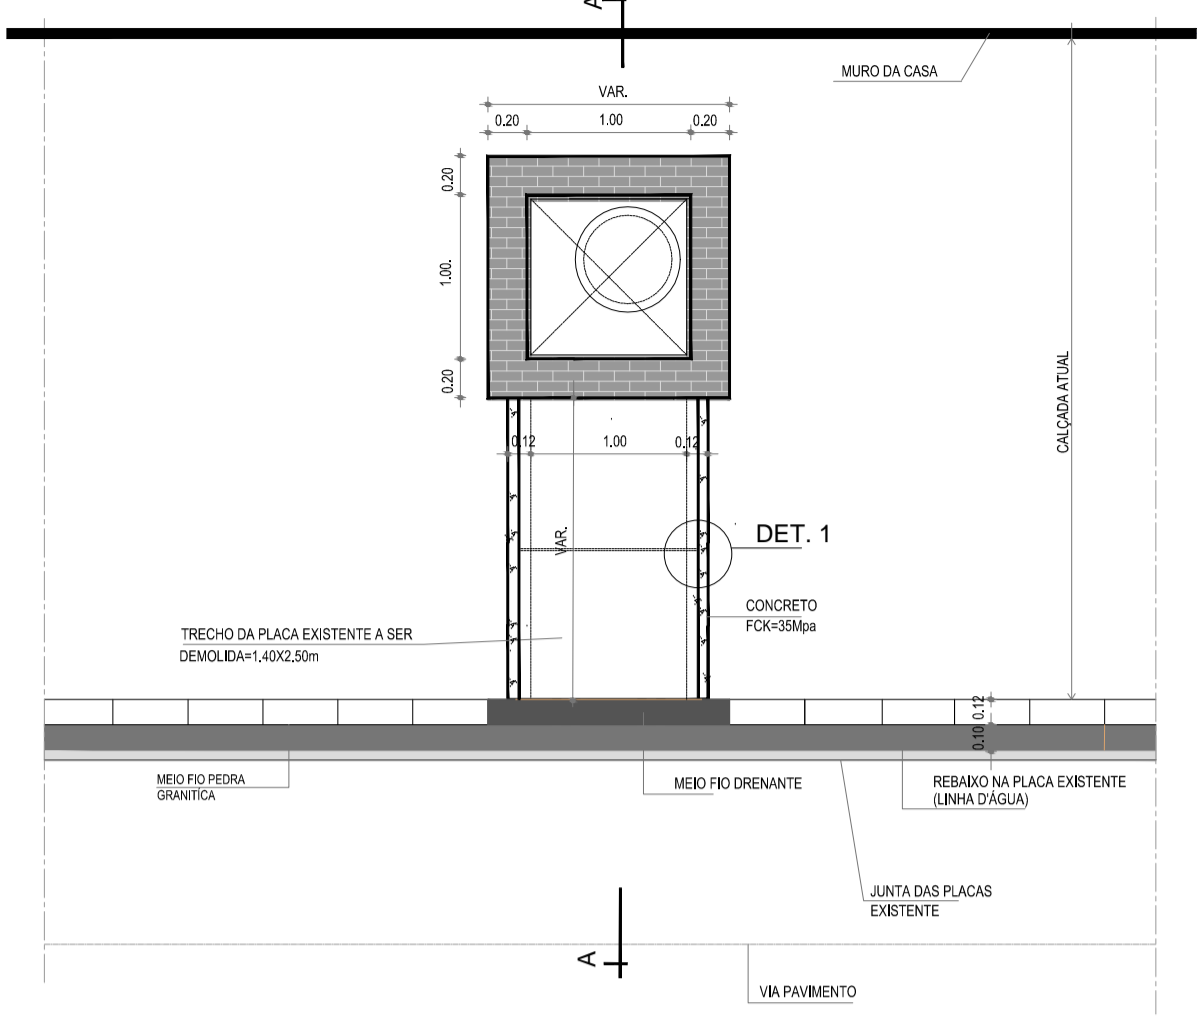 A
MURO DA CASA
VAR.
0.20
1.00
0.20
0.20
1.00.
0.20
CALÇADA ATUAL
0.12
1.00
0.12
VAR.
DET. 1
CONCRETO
FCK=35Mpa
TRECHO DA PLACA EXISTENTE A SER
DEMOLIDA=1.40X2.50m
0.12
0.10
MEIO FIO PEDRA
GRANITÍCA
MEIO FIO DRENANTE
REBAIXO NA PLACA EXISTENTE
(LINHA D'ÁGUA)
JUNTA DAS PLACAS
EXISTENTE
A
VIA PAVIMENTO